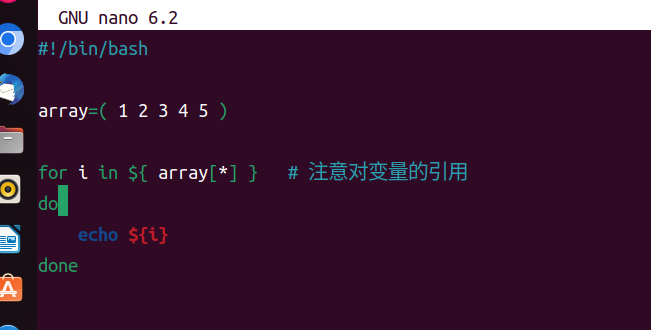 GNU nano 6.2
#!/bin/bash
array=( 1 2 3 4 5 )
for i in ${ array[*] }   # 注意对变量的引用
do
    echo ${i}
done